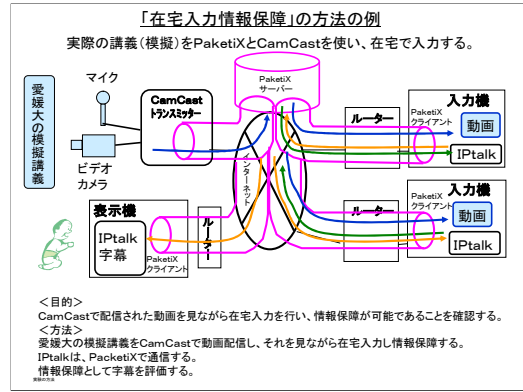 「在宅入力情報保障」の方法の例
実際の講義（模擬）をPaketiXとCamCastを使い、在宅で入力する。
愛媛大の模擬講義
マイク
ビデオ
カメラ
CamCast
トランスミッター
PaketiX
サーバー
インターネット
ルーター
PaketiX
クライアント
入力機
動画
IPtalk
表示機
IPtalk
字幕
PaketiX
クライアント
ルーター
ルーター
PaketiX
クライアント
入力機
動画
IPtalk
＜目的＞
CamCastで配信された動画を見ながら在宅入力を行い、情報保障が可能であることを確認する。
＜方法＞
愛媛大の模擬講義をCamCastで動画配信し、それを見ながら在宅入力し情報保障する。
IPtalkは、PacketiXで通信する。
情報保障として字幕を評価する。
実験の方法